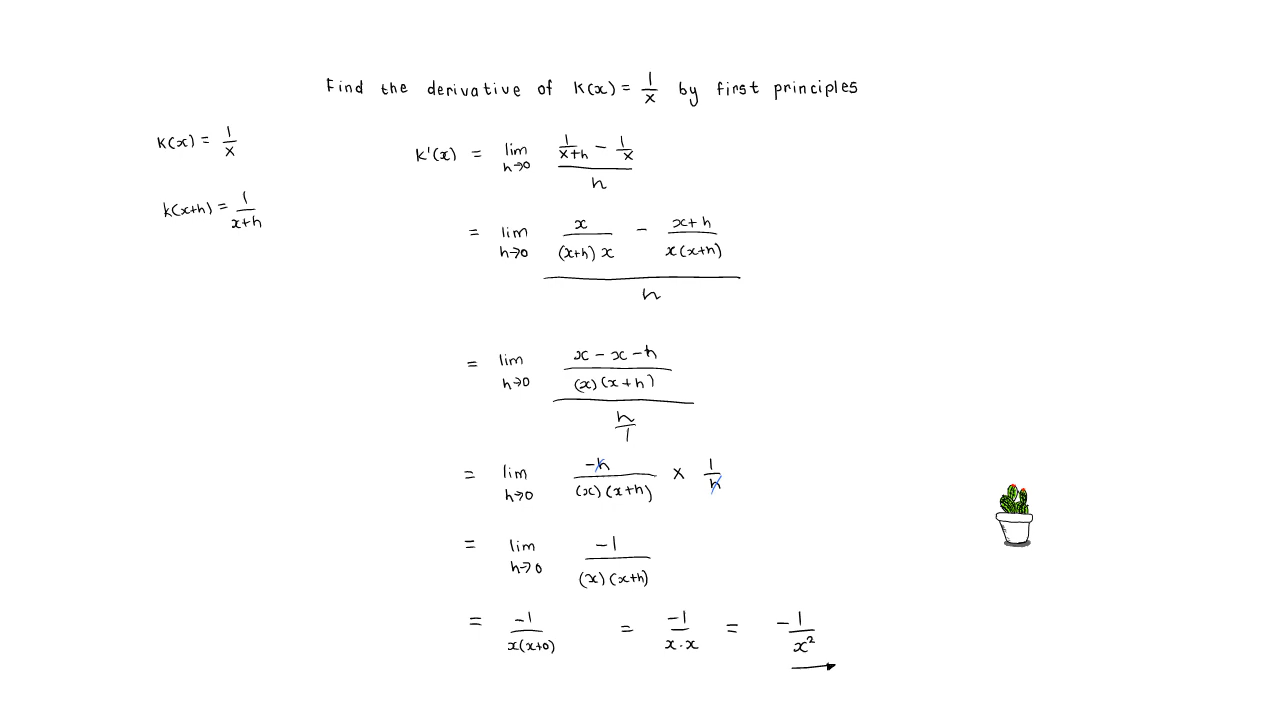 Find the derivative of K(x) = 1/x by first principles
K(x) = 1/x
K(x+h) = 1/(x+h)
K'(x) = lim h→0 (1/(x+h) − 1/x)/h
= lim h→0 (x/((x+h)x) − (x+h)/(x(x+h)))/h
= lim h→0 ((x − x − h)/((x)(x+h)))/(h/1)
= lim h→0 −h/((x)(x+h)) × 1/h
= lim h→0 −1/((x)(x+h))
= −1/(x(x+0)) = −1/(x·x) = −1/x²